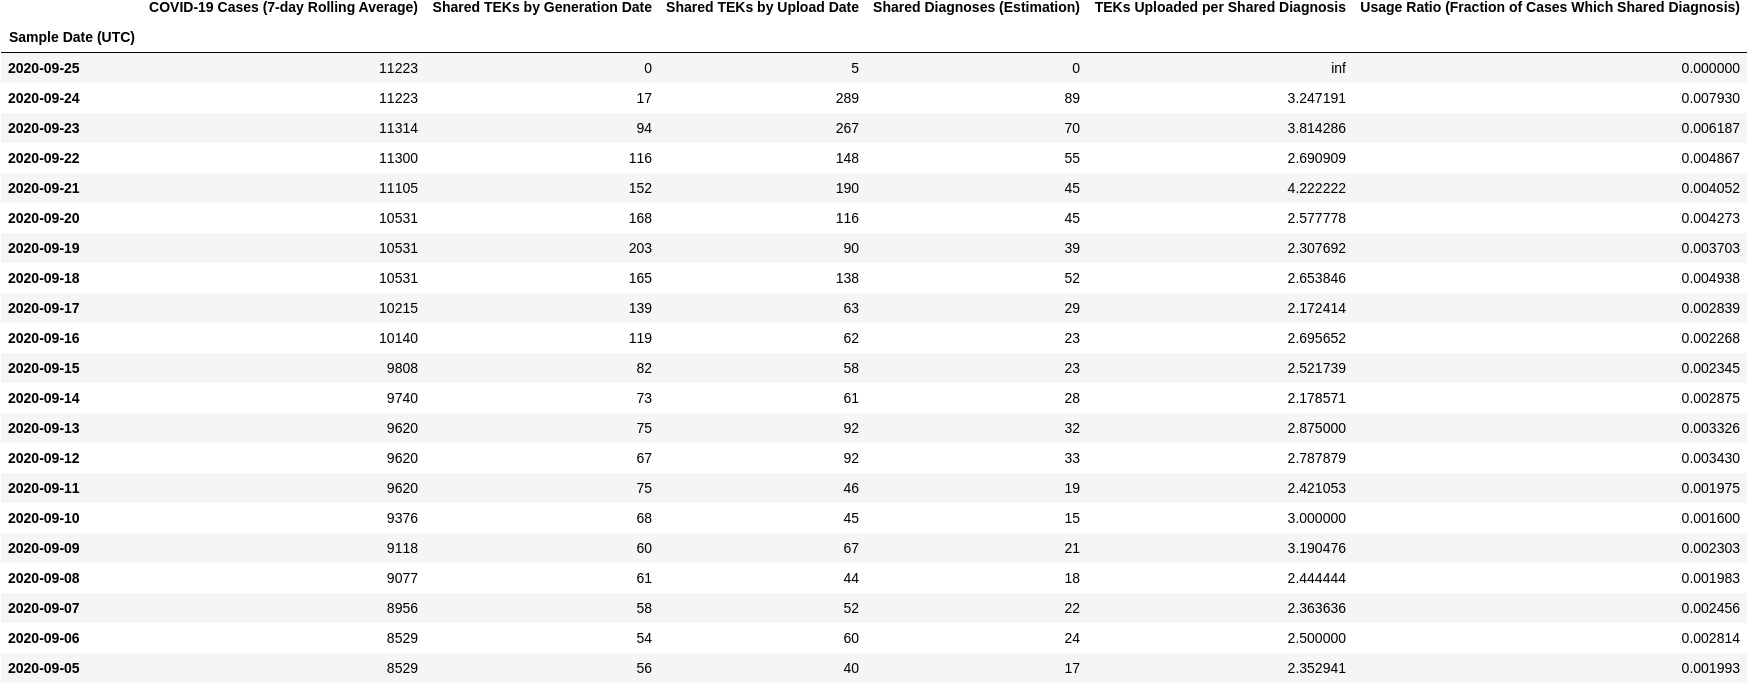 COVID-19 Cases (7-day Rolling Average) Shared TEKs by Generation Date Shared TEKs by Upload Date Shared Diagnoses (Estimation) TEKs Uploaded per Shared Diagnosis Usage Ratio (Fraction of Cases Which Shared Diagnosis)
Sample Date (UTC)
2020-09-25 11223 0 5 0 inf 0.000000
2020-09-24 11223 17 289 89 3.247191 0.007930
2020-09-23 11314 94 267 70 3.814286 0.006187
2020-09-22 11300 116 148 55 2.690909 0.004867
2020-09-21 11105 152 190 45 4.222222 0.004052
2020-09-20 10531 168 116 45 2.577778 0.004273
2020-09-19 10531 203 90 39 2.307692 0.003703
2020-09-18 10531 165 138 52 2.653846 0.004938
2020-09-17 10215 139 63 29 2.172414 0.002839
2020-09-16 10140 119 62 23 2.695652 0.002268
2020-09-15 9808 82 58 23 2.521739 0.002345
2020-09-14 9740 73 61 28 2.178571 0.002875
2020-09-13 9620 75 92 32 2.875000 0.003326
2020-09-12 9620 67 92 33 2.787879 0.003430
2020-09-11 9620 75 46 19 2.421053 0.001975
2020-09-10 9376 68 45 15 3.000000 0.001600
2020-09-09 9118 60 67 21 3.190476 0.002303
2020-09-08 9077 61 44 18 2.444444 0.001983
2020-09-07 8956 58 52 22 2.363636 0.002456
2020-09-06 8529 54 60 24 2.500000 0.002814
2020-09-05 8529 56 40 17 2.352941 0.001993